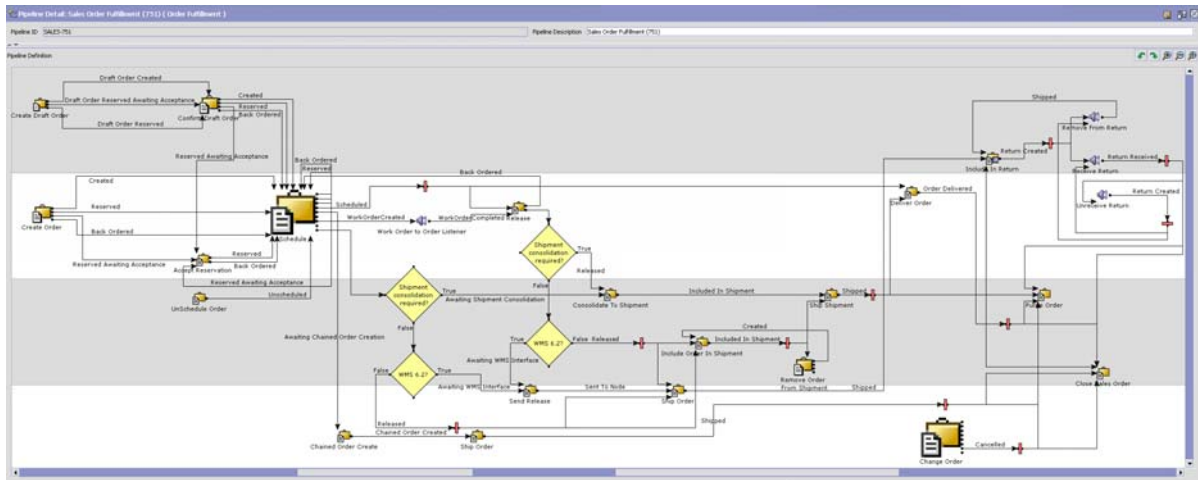 Pipeline Detail: Sales Order Fulfillment (751) ( Order Fulfillment )
Pipeline ID SALES-751
Pipeline Description Sales Order Fulfillment (751)
Pipeline Definition
Draft Order Created
Created
Draft Order Reserved Awaiting Acceptance
Reserved
Create Draft Order
Confirm Draft Order
Back Ordered
Draft Order Reserved
Reserved Awaiting Acceptance
Back Ordered
Reserved
Shipped
Remove From Return
Return Created
Include In Return
Return Received
Receive Return
Back Ordered
Created
Scheduled
Order Delivered
Deliver Order
Return Created
Unreceive Return
Reserved
Create Order
WorkOrderCreated
WorkOrder Completed
Release
Schedule
Work Order to Order Listener
Back Ordered
Reserved
Back Ordered
Reserved Awaiting Acceptance
Accept Reservation
Reserved Awaiting Acceptance
Shipment
consolidation
required?
True
Released
False
Unscheduled
UnSchedule Order
Shipment
consolidation
required?
True
Awaiting Shipment Consolidation
Consolidate To Shipment
Included In Shipment
Ship Shipment
Shipped
False
Awaiting Chained Order Creation
Created
True
WMS 6.2?
False
Released
Included In Shipment
Include Order In Shipment
Awaiting WMS Interface
False
WMS 6.2?
True
Awaiting WMS Interface
Sent To Node
Remove Order
From Shipment
Shipped
Close Sales Order
Send Release
Ship Order
Released
Shipped
Chained Order Created
Chained Order Create
Ship Order
Cancelled
Change Order